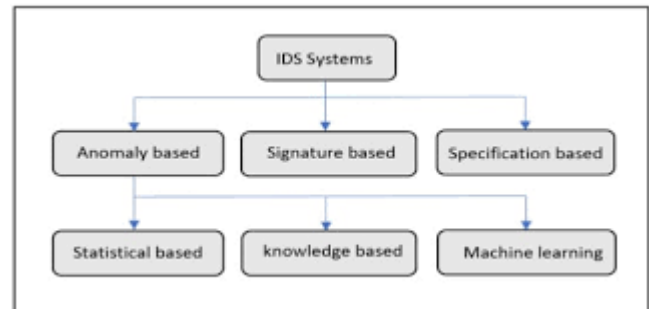 IDS Systems
Anomaly based
Signature based
Specification based
Statistical based
knowledge based
Machine learning